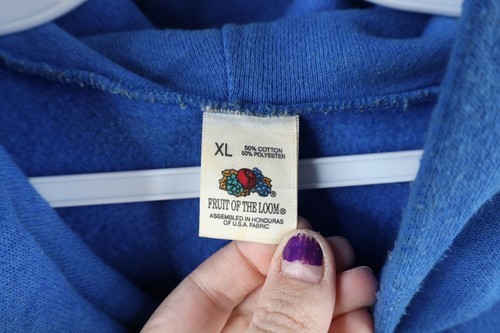 XL
50% COTTON
50% POLYESTER
FRUIT OF THE LOOM®
ASSEMBLED IN HONDURAS
OF U.S.A. FABRIC